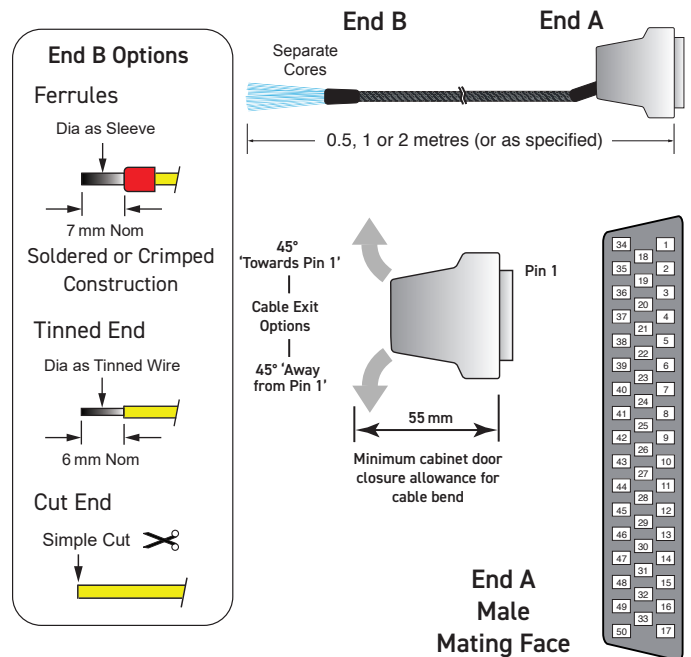 End B Options
Ferrules
Dia as Sleeve
7 mm Nom
Soldered or Crimped
Construction
Tinned End
Dia as Tinned Wire
6 mm Nom
Cut End
Simple Cut
End B
End A
Separate
Cores
0.5, 1 or 2 metres (or as specified)
45°
'Towards Pin 1'
Cable Exit
Options
45° 'Away
from Pin 1'
Pin 1
55 mm
Minimum cabinet door
closure allowance for
cable bend
34 1
18
35 2
19
36 3
20
37 4
21
38 5
22
39 6
23
40 7
24
41 8
25
42 9
26
43 10
27
44 11
28
45 12
29
46 13
30
47 14
31
48 15
32
49 16
33
50 17
End A
Male
Mating Face